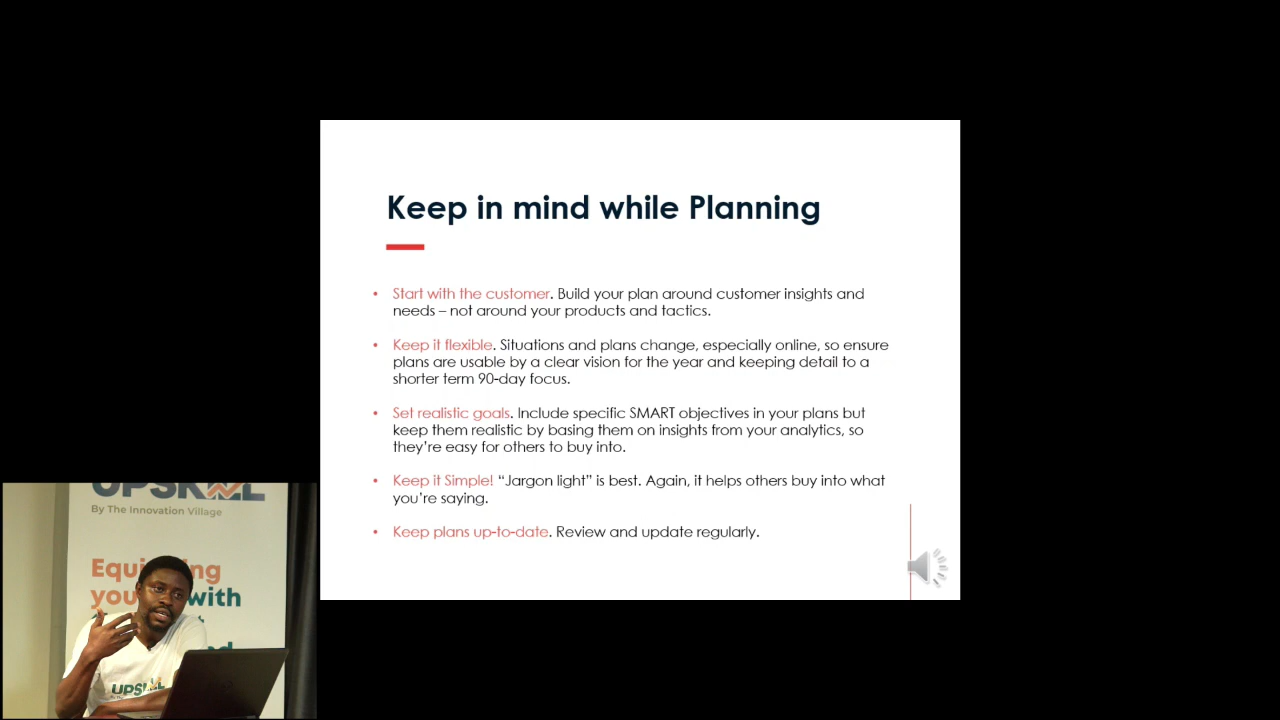 Keep in mind while Planning
• Start with the customer. Build your plan around customer insights and
needs – not around your products and tactics.
• Keep it flexible. Situations and plans change, especially online, so ensure
plans are usable by a clear vision for the year and keeping detail to a
shorter term 90-day focus.
• Set realistic goals. Include specific SMART objectives in your plans but
keep them realistic by basing them on insights from your analytics, so
they're easy for others to buy into.
• Keep it Simple! “Jargon light” is best. Again, it helps others buy into what
you're saying.
• Keep plans up-to-date. Review and update regularly.
UPSKILL
By The Innovation Village
with
UPSKILL